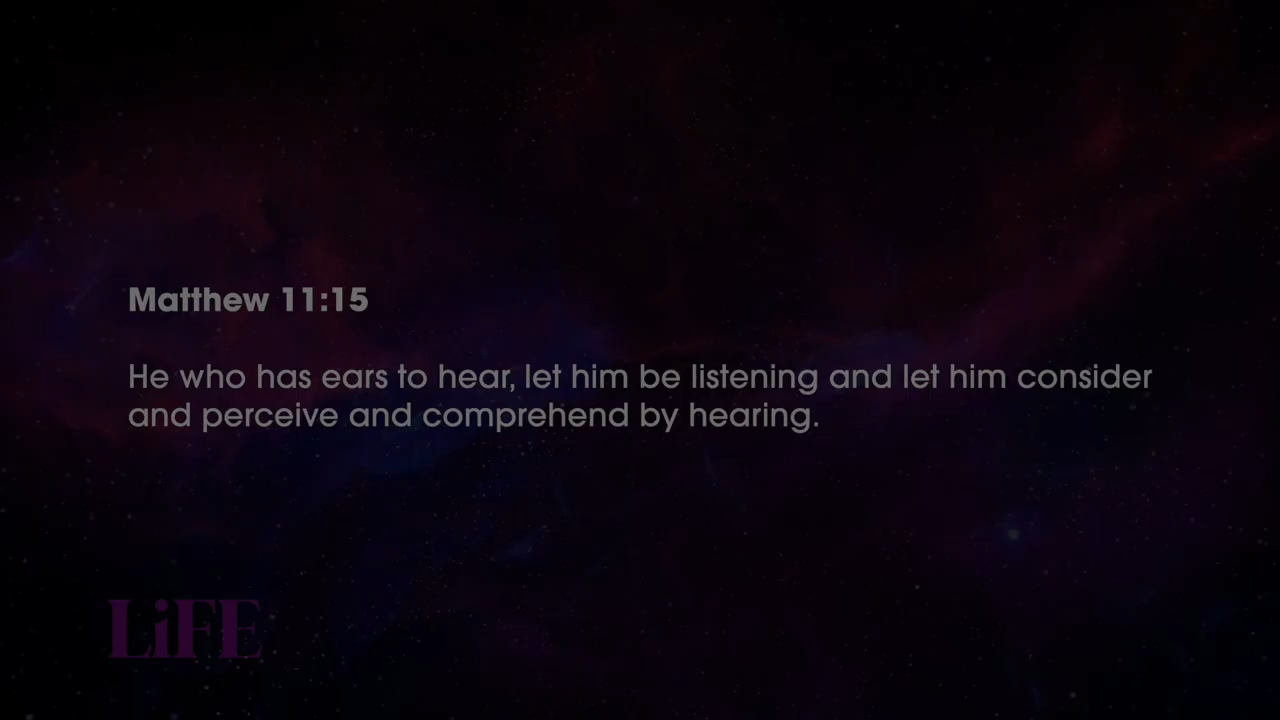 Matthew 11:15
He who has ears to hear, let him be listening and let him consider
and perceive and comprehend by hearing.
LiFE